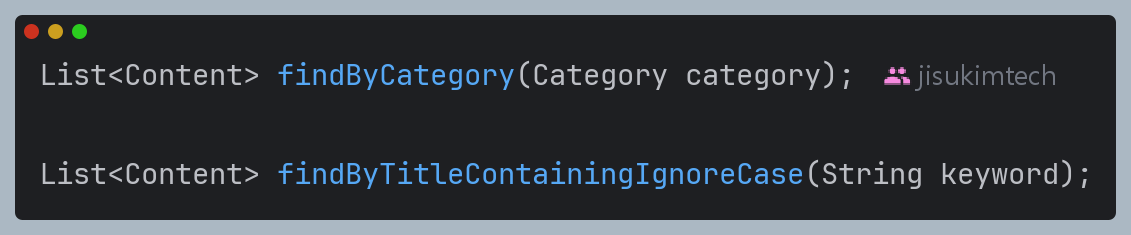 List<Content> findByCategory(Category category); jisukimtech
List<Content> findByTitleContainingIgnoreCase(String keyword);